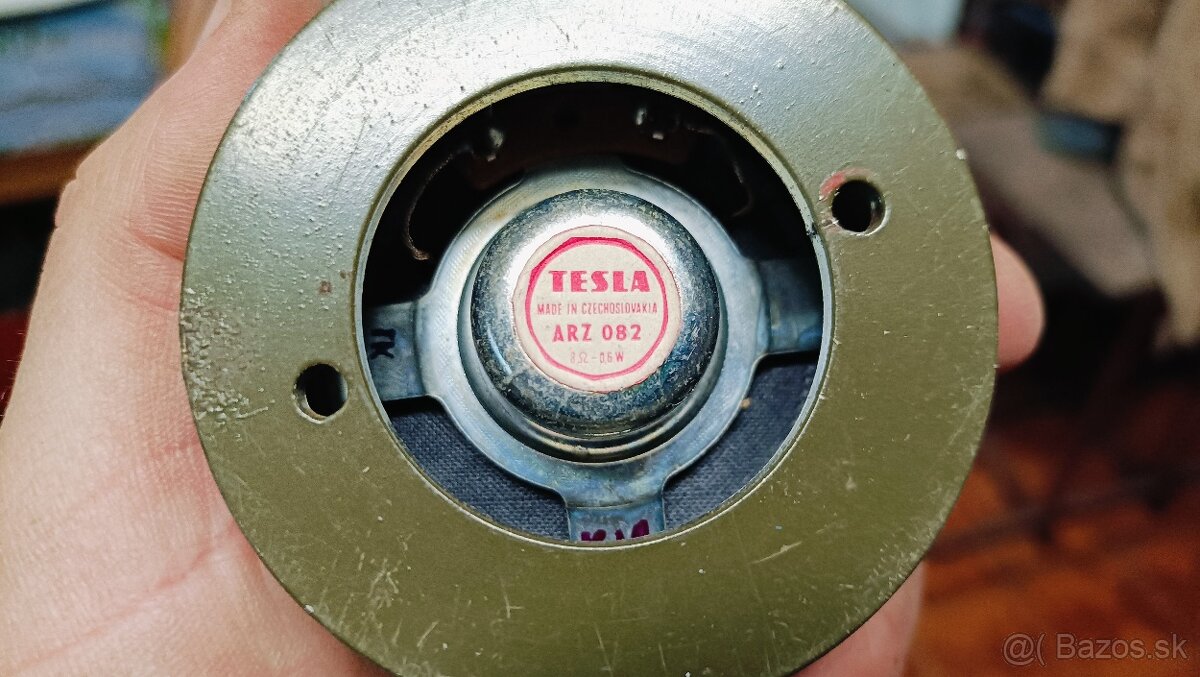 TESLA
MADE IN CZECHOSLOVAKIA
ARZ 082
8Ω-0.6W
@( Bazos.sk